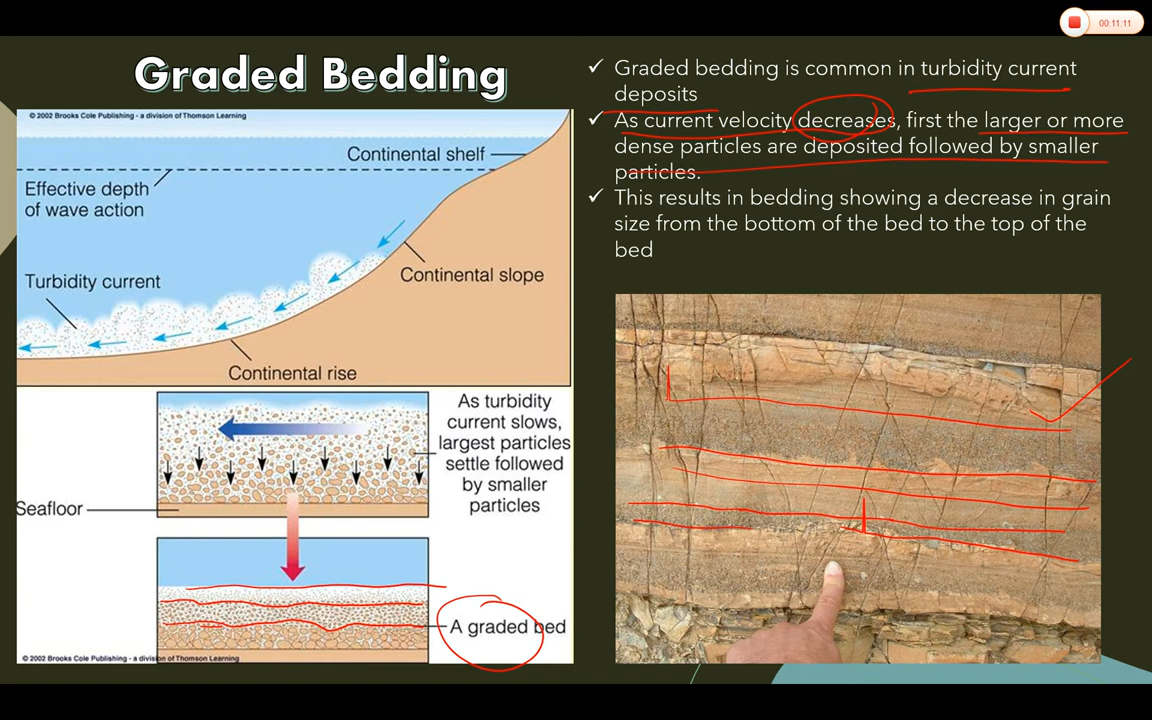 00:11:11
Graded Bedding
© 2002 Brooks Cole Publishing - a division of Thomson Learning
Continental shelf
Effective depth
of wave action
Continental slope
Turbidity current
Continental rise
As turbidity
current slows,
largest particles
settle followed
by smaller
particles
Seafloor
A graded bed
© 2002 Brooks Cole Publishing - a division of Thomson Learning
✓ Graded bedding is common in turbidity current
deposits
✓ As current velocity decreases, first the larger or more
dense particles are deposited followed by smaller
particles.
✓ This results in bedding showing a decrease in grain
size from the bottom of the bed to the top of the
bed